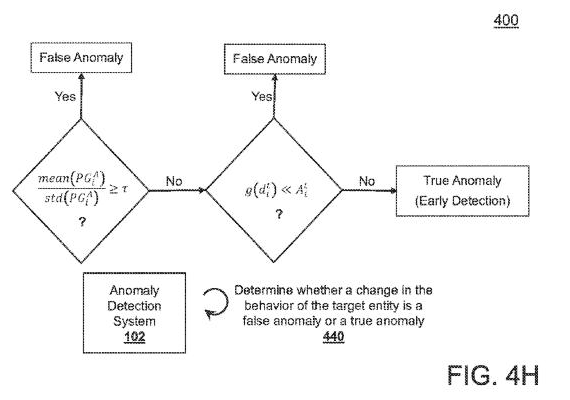 400
False Anomaly
False Anomaly
Yes
Yes
mean(PG_i^A)
std(PG_i^A) ≥ τ
?
No
g(d_i^t) ≪ A_i^t
?
No
True Anomaly
(Early Detection)
Anomaly
Detection
System
102
Determine whether a change in the
behavior of the target entity is a
false anomaly or a true anomaly
440
FIG. 4H